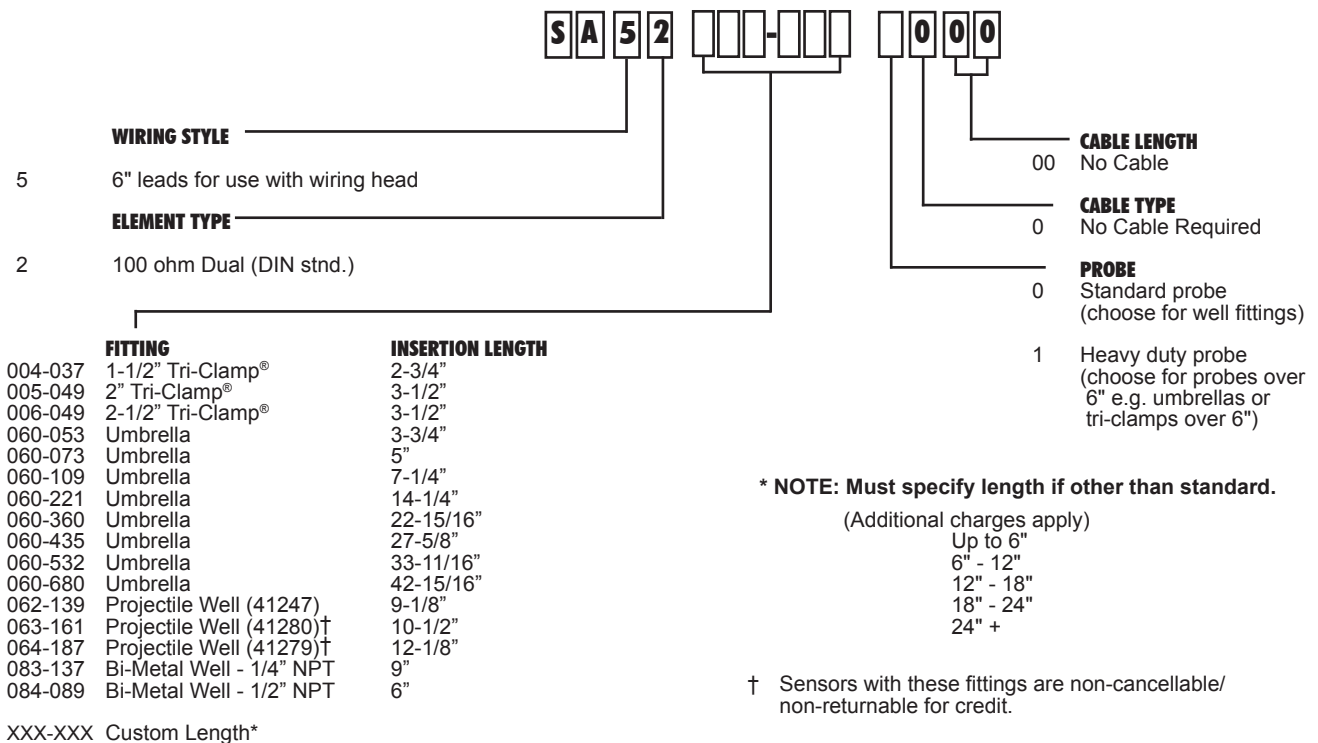 SA52 - 000
WIRING STYLE
5 6" leads for use with wiring head
ELEMENT TYPE
2 100 ohm Dual (DIN stnd.)
FITTING INSERTION LENGTH
004-037 1-1/2” Tri-Clamp® 2-3/4”
005-049 2” Tri-Clamp® 3-1/2”
006-049 2-1/2” Tri-Clamp® 3-1/2”
060-053 Umbrella 3-3/4”
060-073 Umbrella 5”
060-109 Umbrella 7-1/4”
060-221 Umbrella 14-1/4”
060-360 Umbrella 22-15/16”
060-435 Umbrella 27-5/8”
060-532 Umbrella 33-11/16”
060-680 Umbrella 42-15/16”
062-139 Projectile Well (41247) 9-1/8”
063-161 Projectile Well (41280)† 10-1/2”
064-187 Projectile Well (41279)† 12-1/8”
083-137 Bi-Metal Well - 1/4” NPT 9”
084-089 Bi-Metal Well - 1/2” NPT 6”
XXX-XXX Custom Length*
CABLE LENGTH
00 No Cable
CABLE TYPE
0 No Cable Required
PROBE
0 Standard probe
(choose for well fittings)
1 Heavy duty probe
(choose for probes over
6" e.g. umbrellas or
tri-clamps over 6")
* NOTE: Must specify length if other than standard.
(Additional charges apply)
Up to 6"
6" - 12"
12" - 18"
18" - 24"
24" +
† Sensors with these fittings are non-cancellable/
non-returnable for credit.